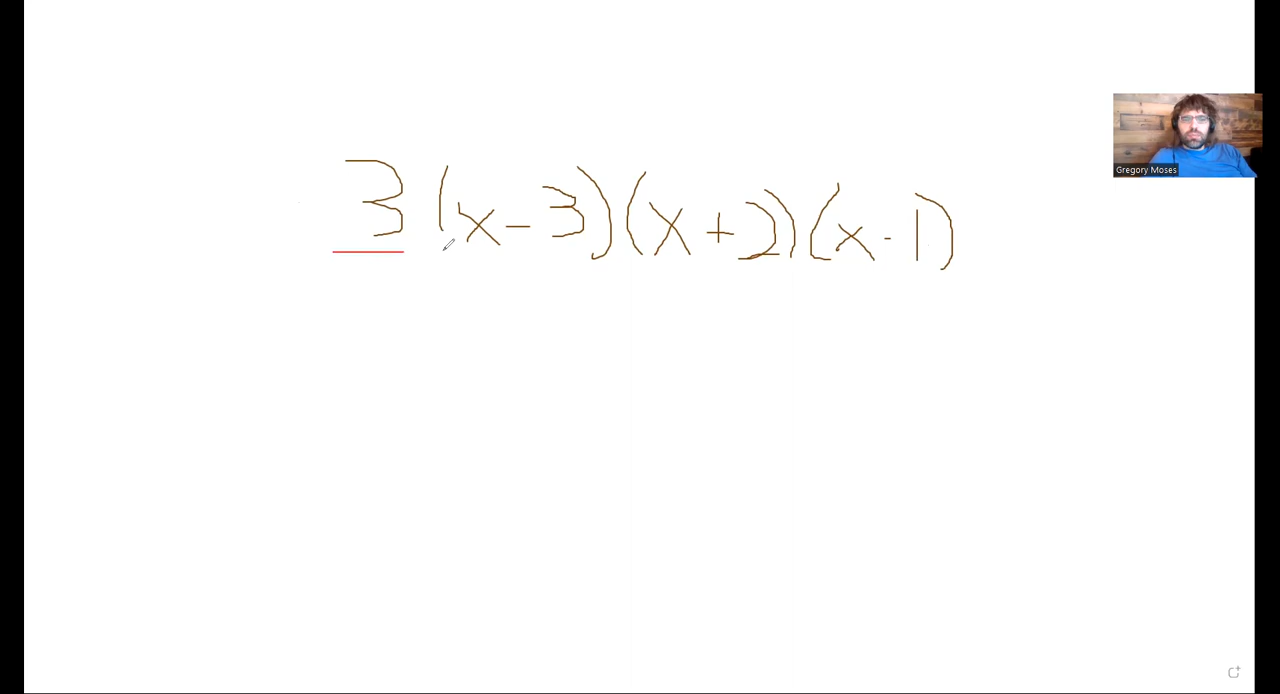 3 (x - 3) (x + 2) (x - 1)
Gregory Moses